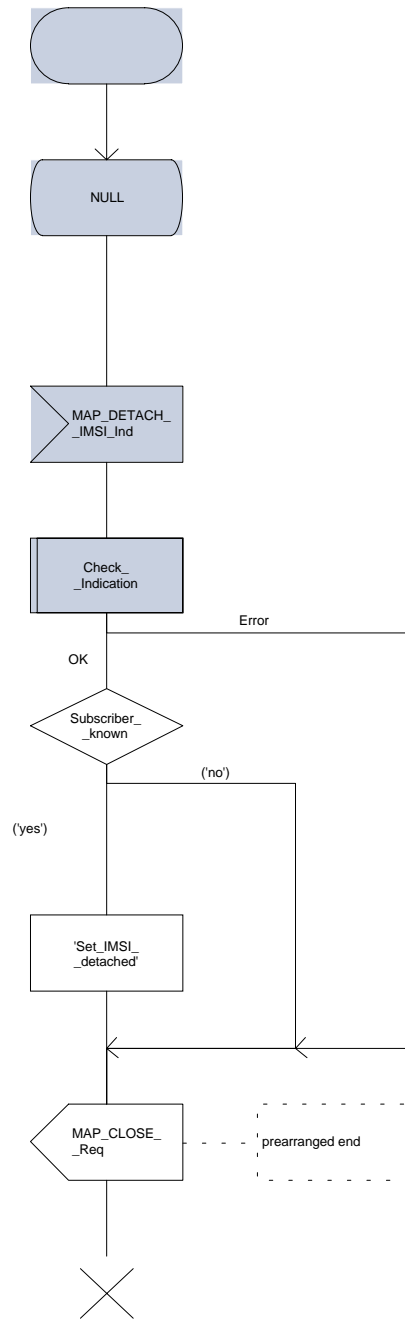 NULL
MAP_DETACH_
_IMSI_Ind
Check_
_Indication
Error
OK
Subscriber_
_known
('no')
('yes')
'Set_IMSI_
_detached'
MAP_CLOSE_
_Req
prearranged end